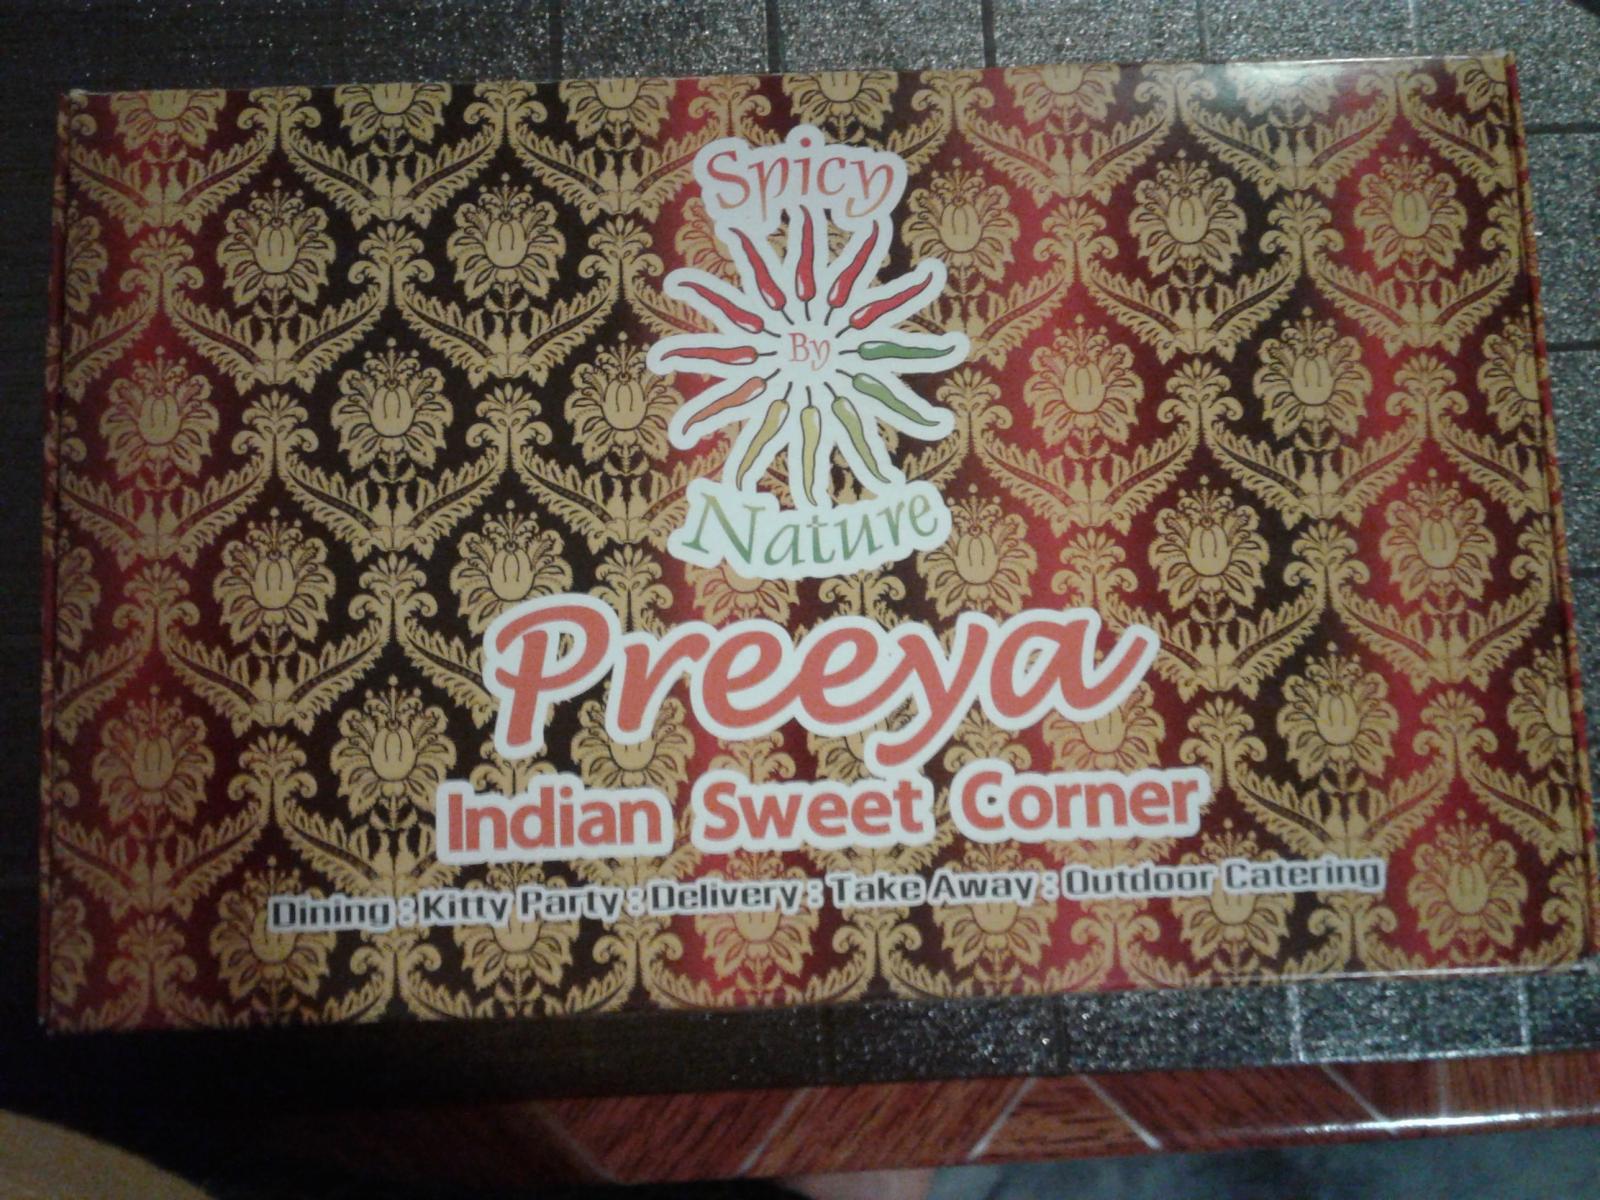 Spicy
By
Nature
Preeya
Indian Sweet Corner
Dining : Kitty Party : Delivery : Take Away : Outdoor Catering